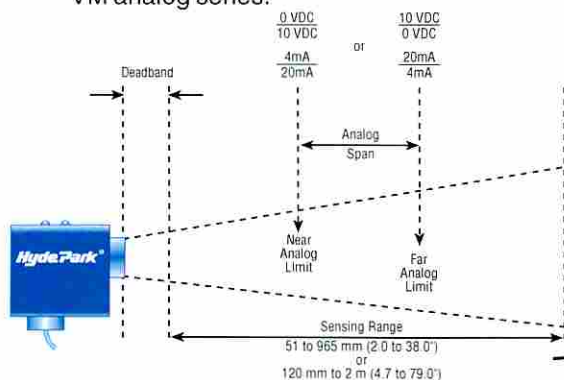 VM analog series.
0 VDC
10 VDC
or
10 VDC
0 VDC
4mA
20mA
20mA
4mA
Deadband
Analog
Span
Hyde Park®
Near
Analog
Limit
Far
Analog
Limit
Sensing Range
51 to 965 mm (2.0 to 38.0")
or
120 mm to 2 m (4.7 to 79.0")